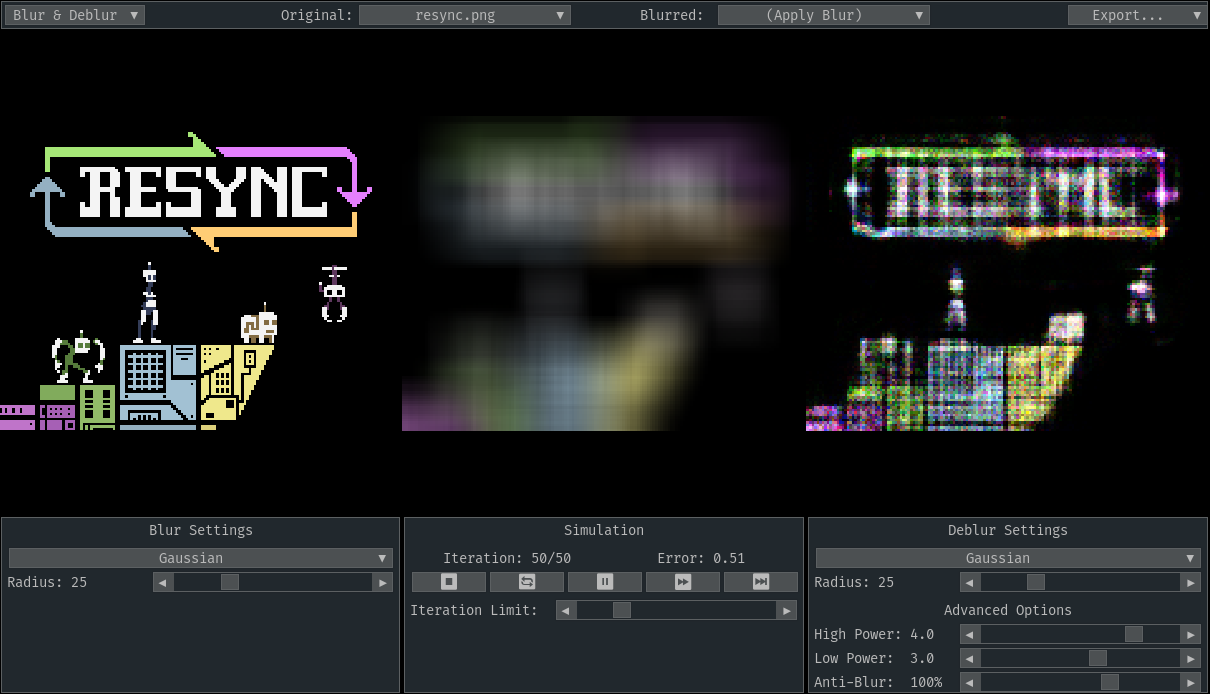 Blur & Deblur
Original: resync.png
Blurred: (Apply Blur)
Export...
RESYNC
Blur Settings
Gaussian
Radius: 25
Simulation
Iteration: 50/50 Error: 0.51
Iteration Limit:
Deblur Settings
Gaussian
Radius: 25
Advanced Options
High Power: 4.0
Low Power: 3.0
Anti-Blur: 100%